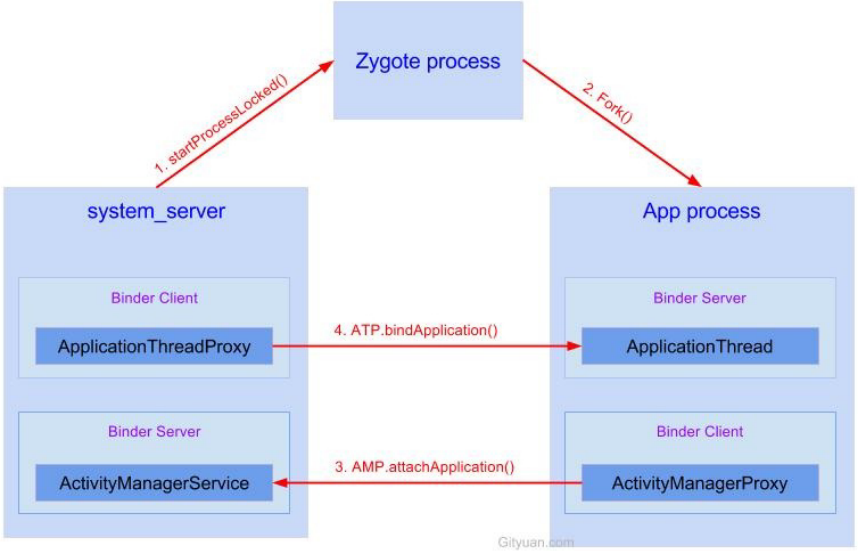 Zygote process
1. startProcessLocked()
2. Fork()
system_server
App process
Binder Client
ApplicationThreadProxy
4. ATP.bindApplication()
Binder Server
ApplicationThread
Binder Server
ActivityManagerService
3. AMP.attachApplication()
Binder Client
ActivityManagerProxy
Gityuan.com